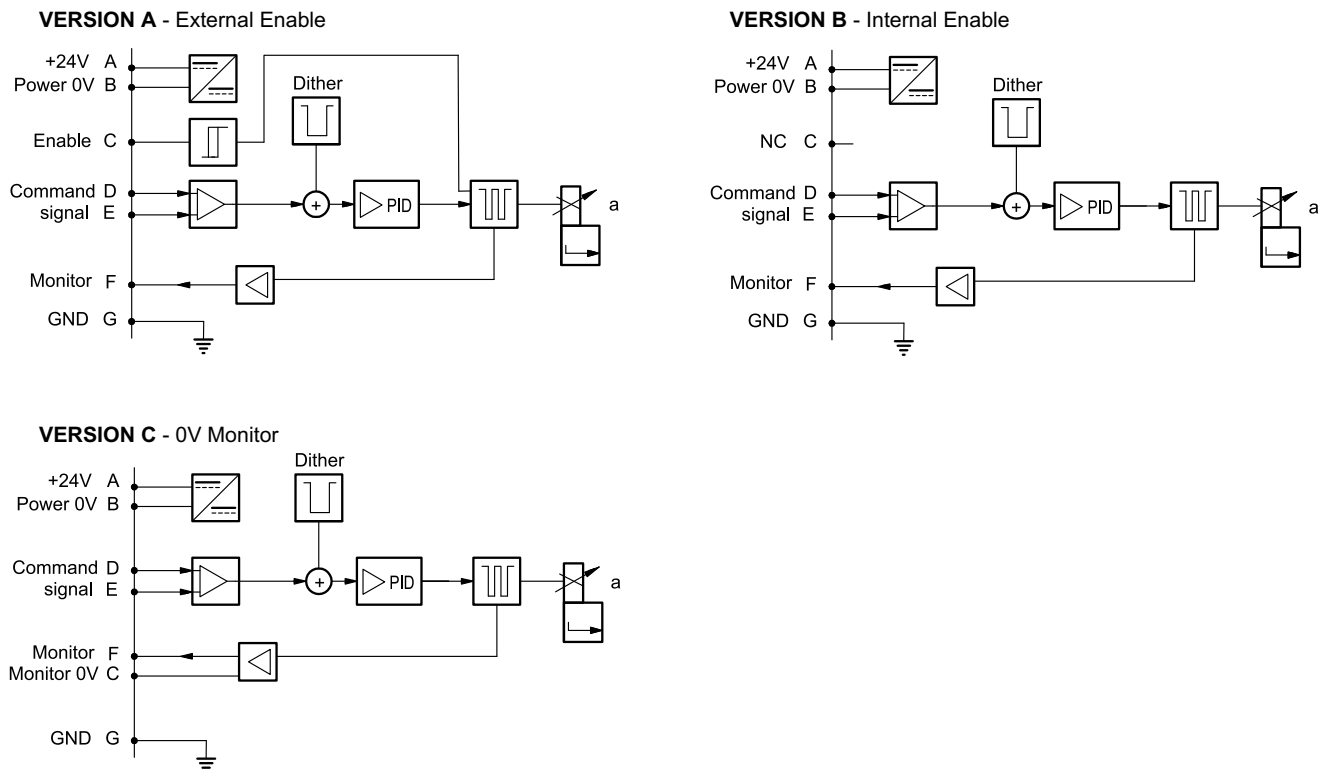 VERSION A - External Enable
+24V A
Power 0V B
Dither
Enable C
Command D
signal E
PID
a
Monitor F
GND G
VERSION B - Internal Enable
+24V A
Power 0V B
Dither
NC C
Command D
signal E
PID
a
Monitor F
GND G
VERSION C - 0V Monitor
+24V A
Power 0V B
Dither
Command D
signal E
PID
a
Monitor F
Monitor 0V C
GND G